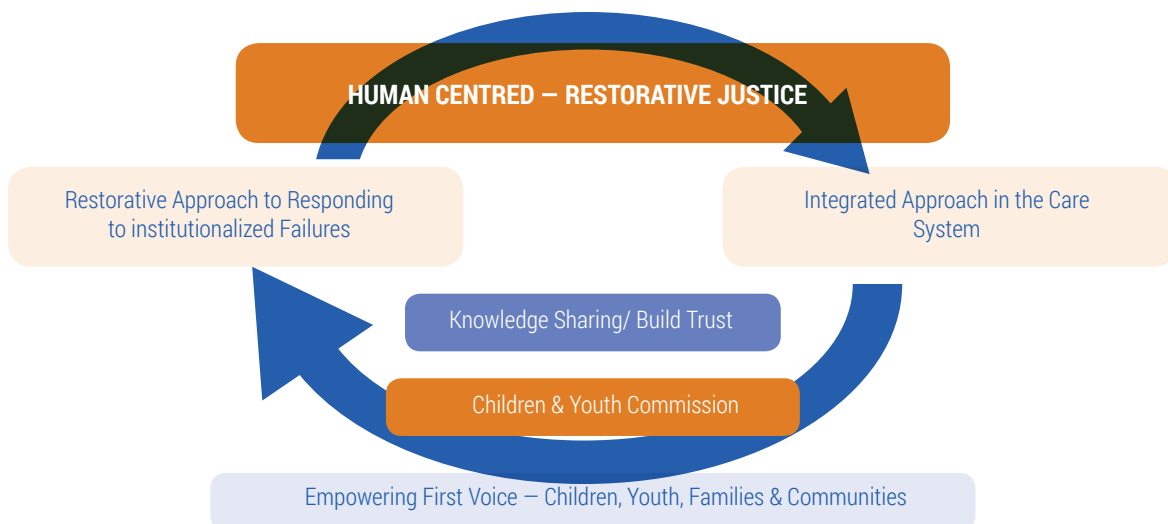 HUMAN CENTRED — RESTORATIVE JUSTICE
Restorative Approach to Responding
to institutionalized Failures
Integrated Approach in the Care
System
Knowledge Sharing/ Build Trust
Children & Youth Commission
Empowering First Voice — Children, Youth, Families & Communities